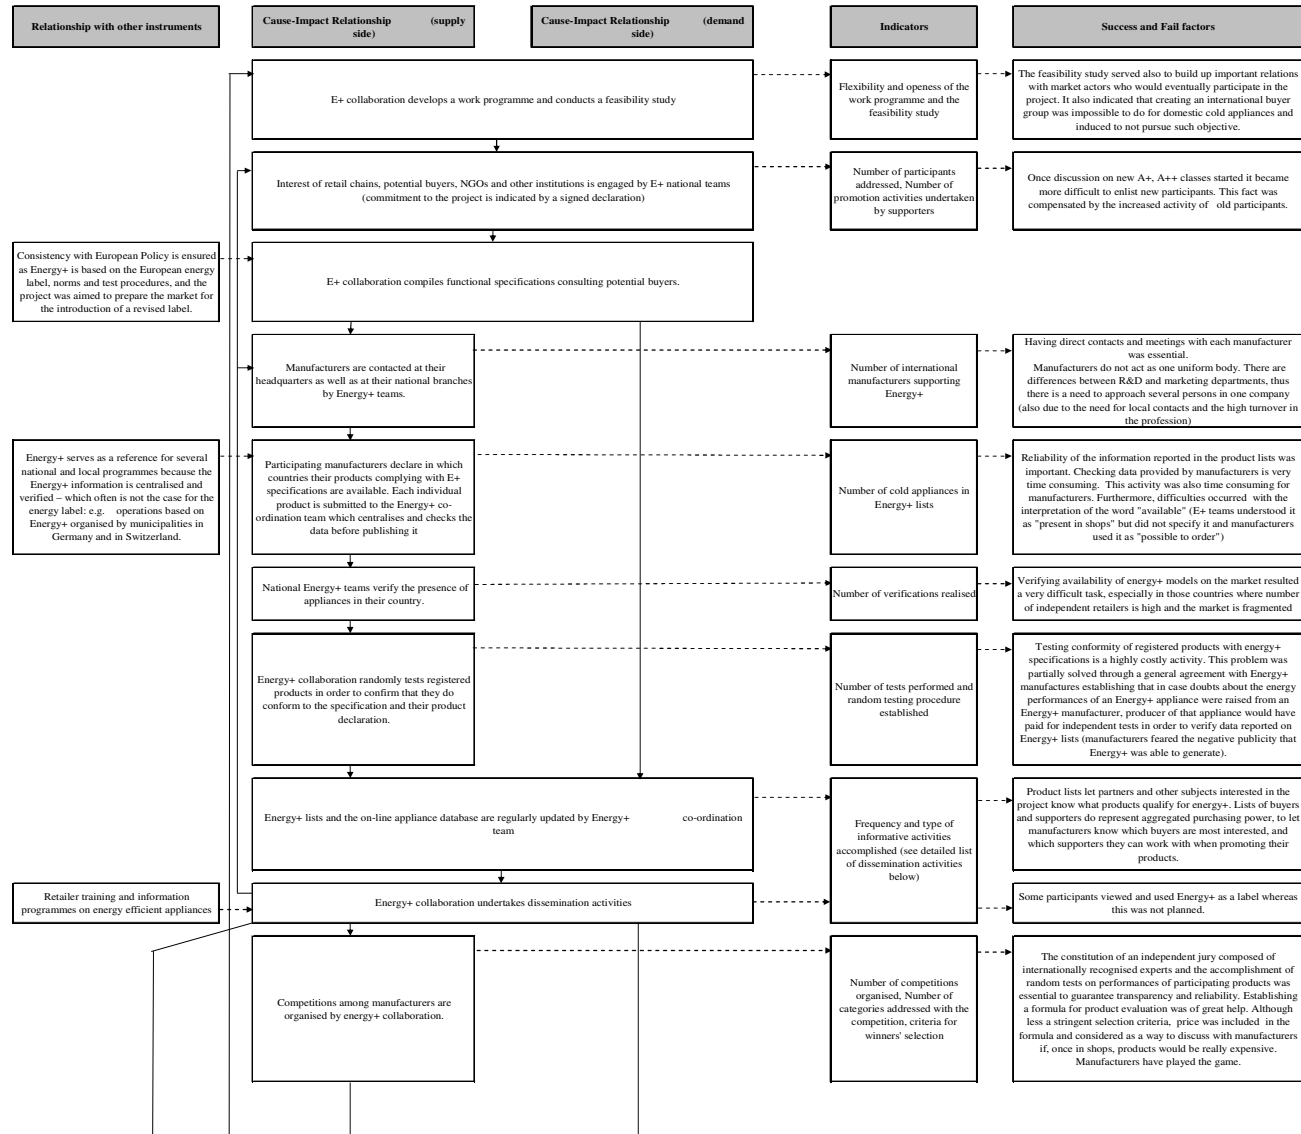 Relationship with other instruments
Cause-Impact Relationship (supply
side)
Cause-Impact Relationship (demand
side)
Indicators
Success and Fail factors
E+ collaboration develops a work programme and conducts a feasibility study
Flexibility and openess of the
work programme and the
feasibility study
The feasibility study served also to build up important relations
with market actors who would eventually participate in the
project. It also indicated that creating an international buyer
group was impossible to do for domestic cold appliances and
induced to not pursue such objective.
Interest of retail chains, potential buyers, NGOs and other institutions is engaged by E+ national teams
(commitment to the project is indicated by a signed declaration)
Number of participants
addressed, Number of
promotion activities undertaken
by supporters
Once discussion on new A+, A++ classes started it became
more difficult to enlist new participants. This fact was
compensated by the increased activity of old participants.
Consistency with European Policy is ensured
as Energy+ is based on the European energy
label, norms and test procedures, and the
project was aimed to prepare the market for
the introduction of a revised label.
E+ collaboration compiles functional specifications consulting potential buyers.
Manufacturers are contacted at their
headquarters as well as at their national branches
by Energy+ teams.
Number of international
manufacturers supporting
Energy+
Having direct contacts and meetings with each manufacturer
was essential.
Manufacturers do not act as one uniform body. There are
differences between R&D and marketing departments, thus
there is a need to approach several persons in one company
(also due to the need for local contacts and the high turnover in
the profession)
Energy+ serves as a reference for several
national and local programmes because the
Energy+ information is centralised and
verified – which often is not the case for the
energy label: e.g. operations based on
Energy+ organised by municipalities in
Germany and in Switzerland.
Participating manufacturers declare in which
countries their products complying with E+
specifications are available. Each individual
product is submitted to the Energy+ co-
ordination team which centralises and checks the
data before publishing it
Number of cold appliances in
Energy+ lists
Reliability of the information reported in the product lists was
important. Checking data provided by manufacturers is very
time consuming. This activity was also time consuming for
manufacturers. Furthermore, difficulties occurred with the
interpretation of the word "available" (E+ teams understood it
as "present in shops" but did not specify it and manufacturers
used it as "possible to order")
National Energy+ teams verify the presence of
appliances in their country.
Number of verifications realised
Verifying availability of energy+ models on the market resulted
a very difficult task, especially in those countries where number
of independent retailers is high and the market is fragmented
Energy+ collaboration randomly tests registered
products in order to confirm that they do
conform to the specification and their product
declaration.
Number of tests performed and
random testing procedure
established
Testing conformity of registered products with energy+
specifications is a highly costly activity. This problem was
partially solved through a general agreement with Energy+
manufactures establishing that in case doubts about the energy
performances of an Energy+ appliance were raised from an
Energy+ manufacturer, producer of that appliance would have
paid for independent tests in order to verify data reported on
Energy+ lists (manufacturers feared the negative publicity that
Energy+ was able to generate).
Energy+ lists and the on-line appliance database are regularly updated by Energy+ co-ordination
team
Frequency and type of
informative activities
accomplished (see detailed list
of dissemination activities
below)
Product lists let partners and other subjects interested in the
project know what products qualify for energy+. Lists of buyers
and supporters do represent aggregated purchasing power, to let
manufacturers know which buyers are most interested, and
which supporters they can work with when promoting their
products.
Retailer training and information
programmes on energy efficient appliances
Energy+ collaboration undertakes dissemination activities
Some participants viewed and used Energy+ as a label whereas
this was not planned.
Competitions among manufacturers are
organised by energy+ collaboration.
Number of competitions
organised, Number of
categories addressed with the
competition, criteria for
winners' selection
The constitution of an independent jury composed of
internationally recognised experts and the accomplishment of
random tests on performances of participating products was
essential to guarantee transparency and reliability. Establishing
a formula for product evaluation was of great help. Although
less a stringent selection criteria, price was included in the
formula and considered as a way to discuss with manufacturers
if, once in shops, products would be really expensive.
Manufacturers have played the game.